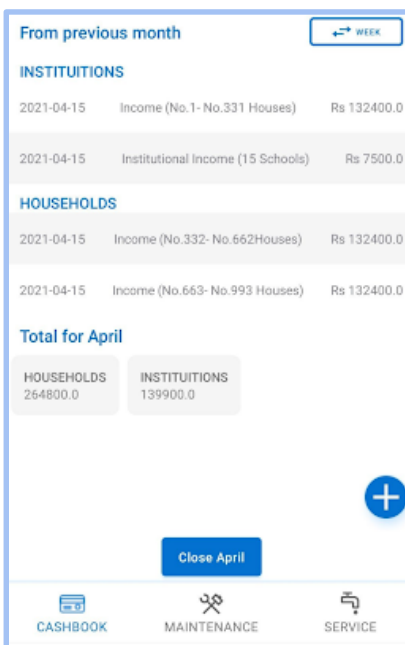 From previous month
WEEK
INSTITUITIONS
2021-04-15 Income (No.1- No.331 Houses) Rs 132400.0
2021-04-15 Institutional Income (15 Schools) Rs 7500.0
HOUSEHOLDS
2021-04-15 Income (No.332- No.662Houses) Rs 132400.0
2021-04-15 Income (No.663- No.993 Houses) Rs 132400.0
Total for April
HOUSEHOLDS INSTITUITIONS
264800.0 139900.0
Close April
CASHBOOK MAINTENANCE SERVICE